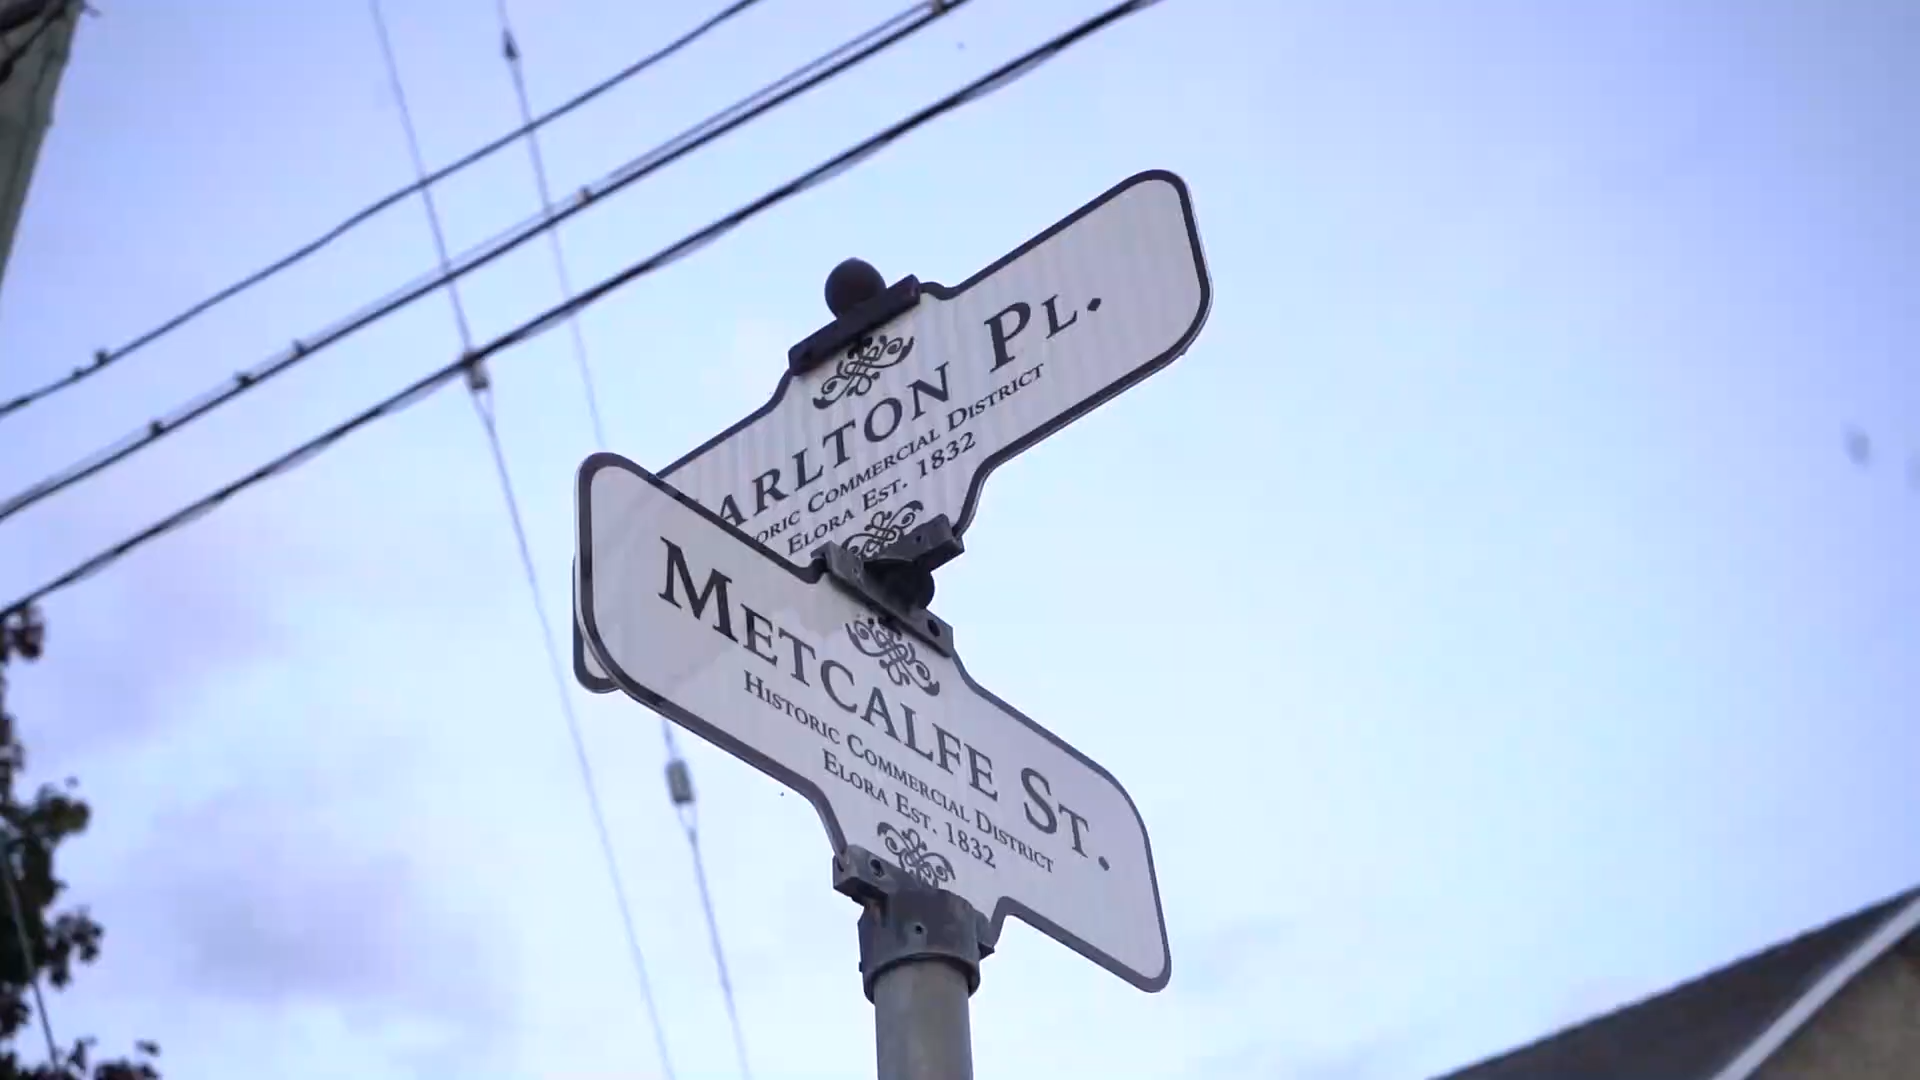 ARLTON PL.
ORIC COMMERCIAL DISTRICT
ELORA EST. 1832
METCALFE ST.
HISTORIC COMMERCIAL DISTRICT
ELORA EST. 1832